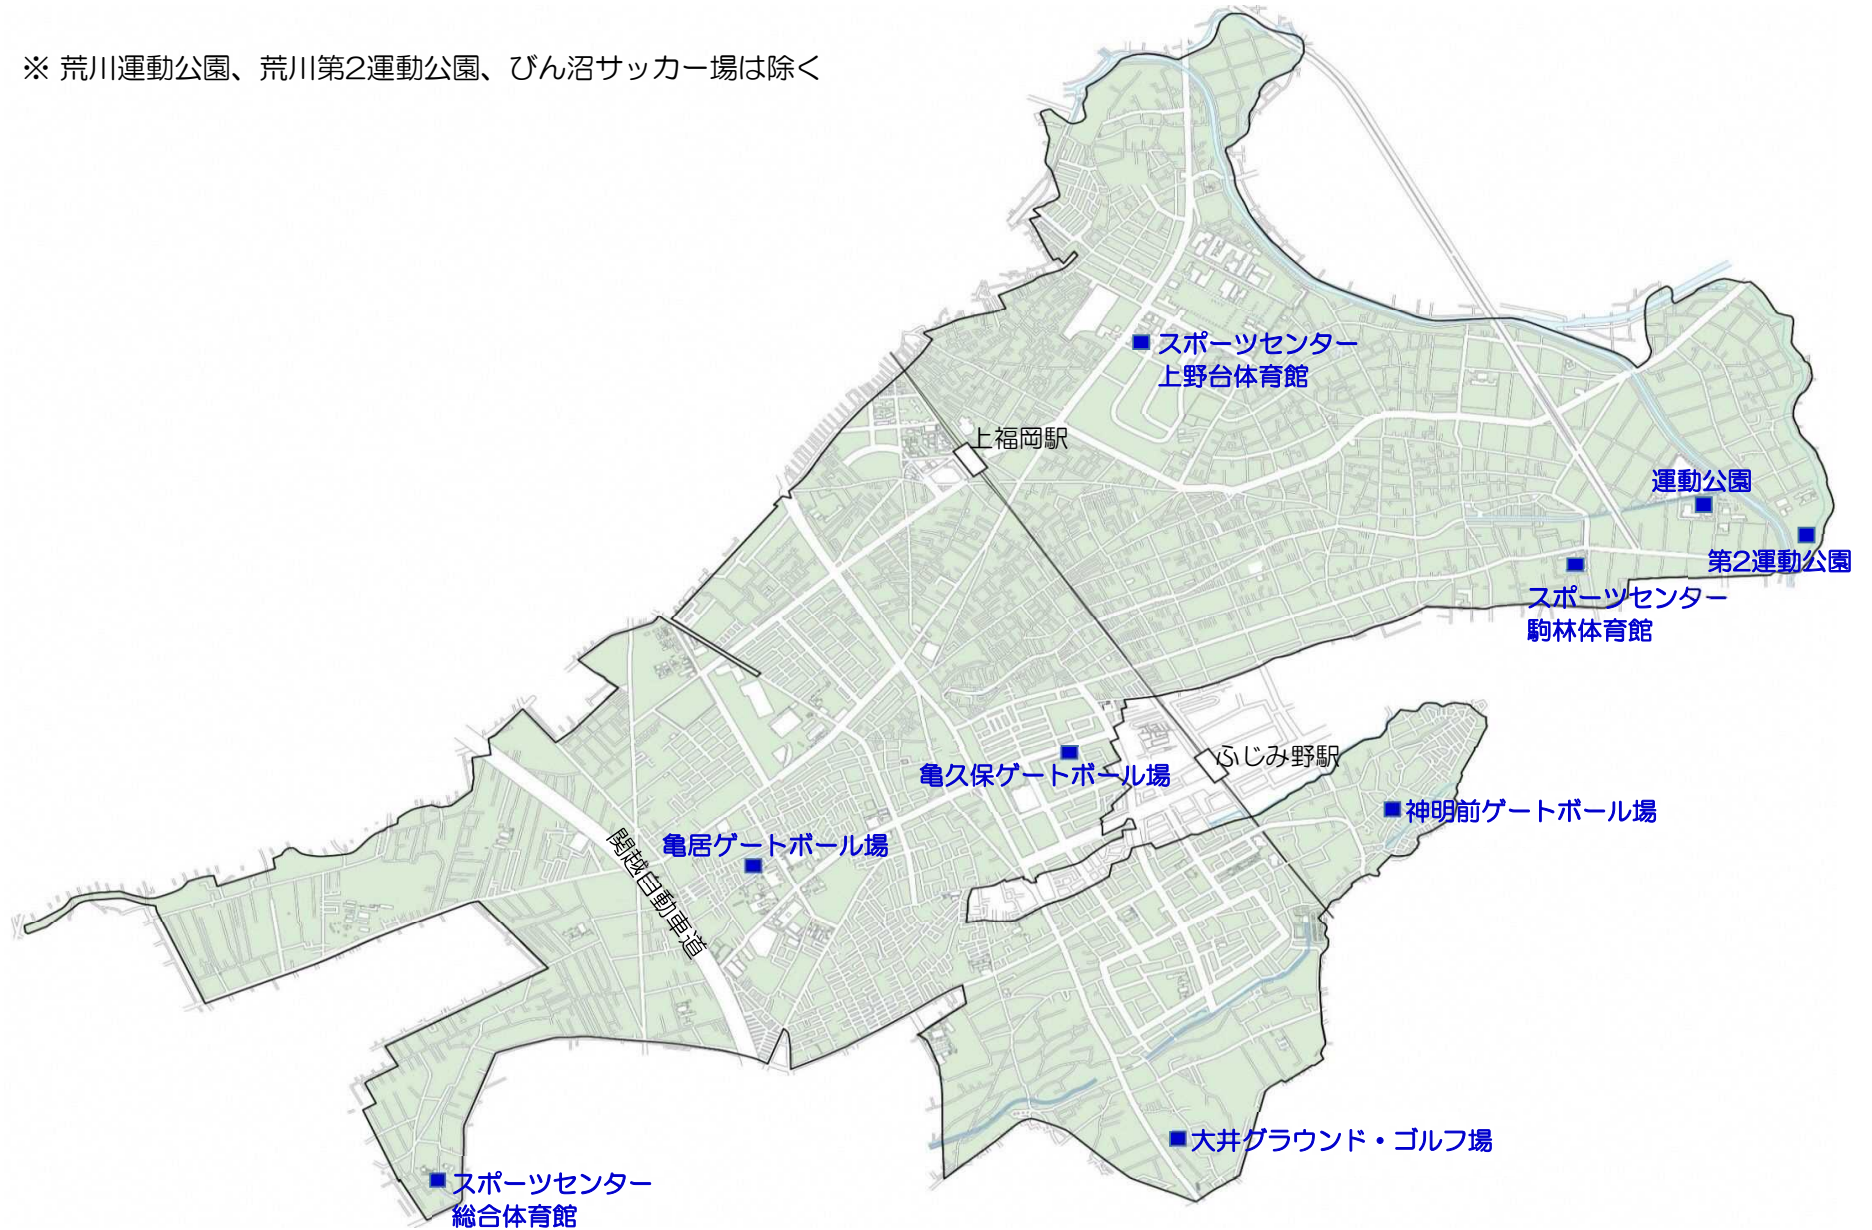 ※ 荒川運動公園、荒川第2運動公園、びん沼サッカー場は除く
スポーツセンター
上野台体育館
上福岡駅
運動公園
第2運動公園
スポーツセンター
駒林体育館
ふじみ野駅
亀久保ゲートボール場
神明前ゲートボール場
亀居ゲートボール場
関越自動車道
大井グラウンド・ゴルフ場
スポーツセンター
総合体育館